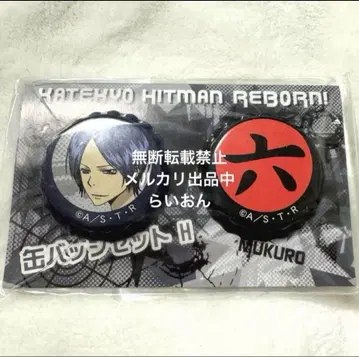 KATEKYO HITMAN REBORN!
無断転載禁止
メルカリ出品中
らいおん
六
©A/S・T・R
©A/S・T・R
缶バッジセット H
MUKURO